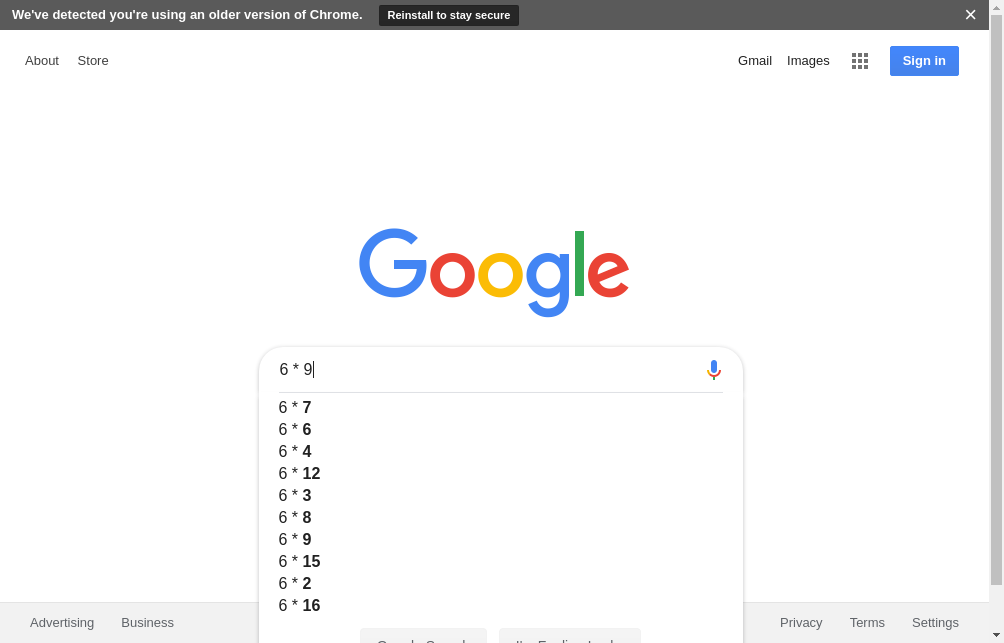 We've detected you're using an older version of Chrome. Reinstall to stay secure
About Store Gmail Images Sign in
Google
6 * 9
6 * 7
6 * 6
6 * 4
6 * 12
6 * 3
6 * 8
6 * 9
6 * 15
6 * 2
6 * 16
Advertising Business Privacy Terms Settings